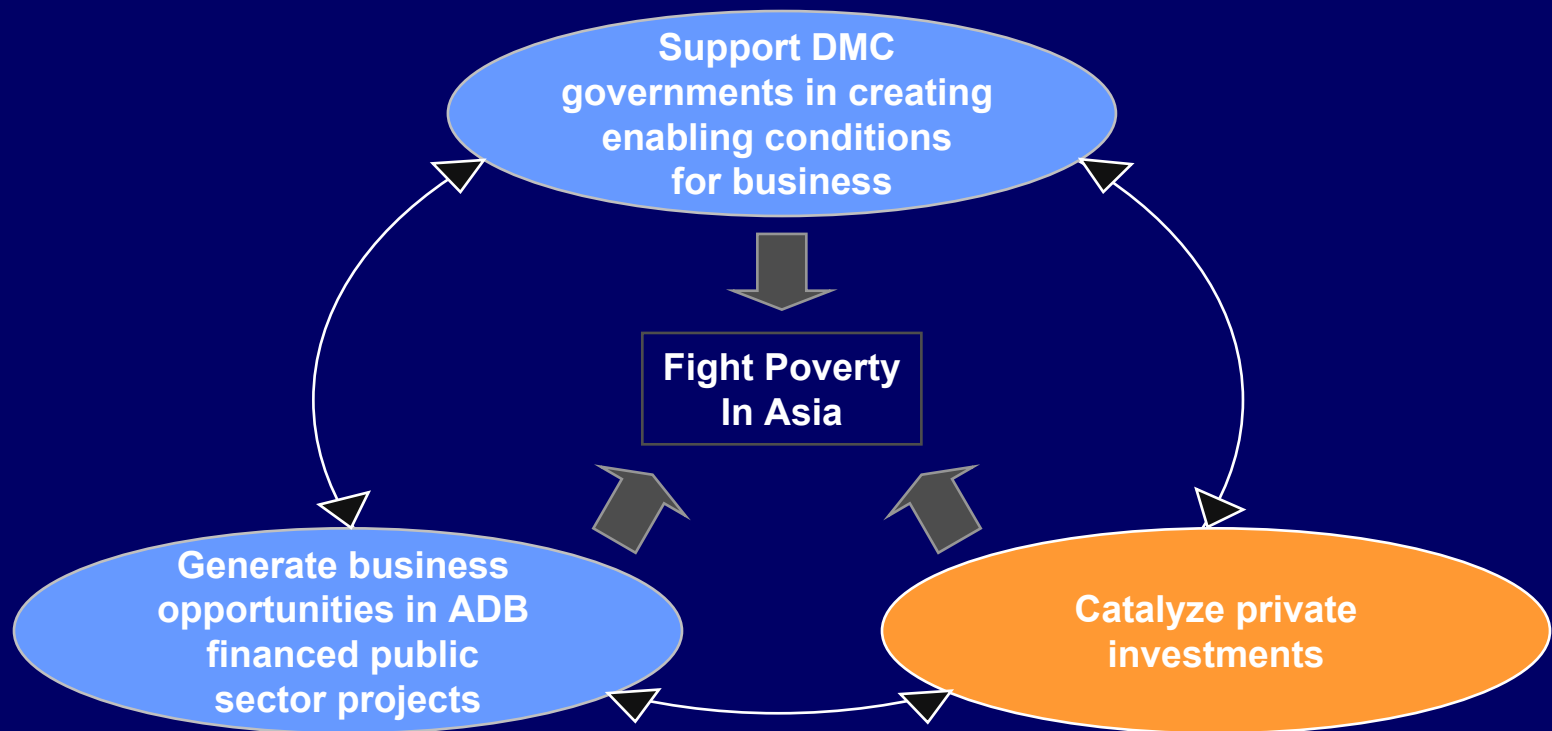 Support DMC
governments in creating
enabling conditions
for business
Fight Poverty
In Asia
Generate business
opportunities in ADB
financed public
sector projects
Catalyze private
investments